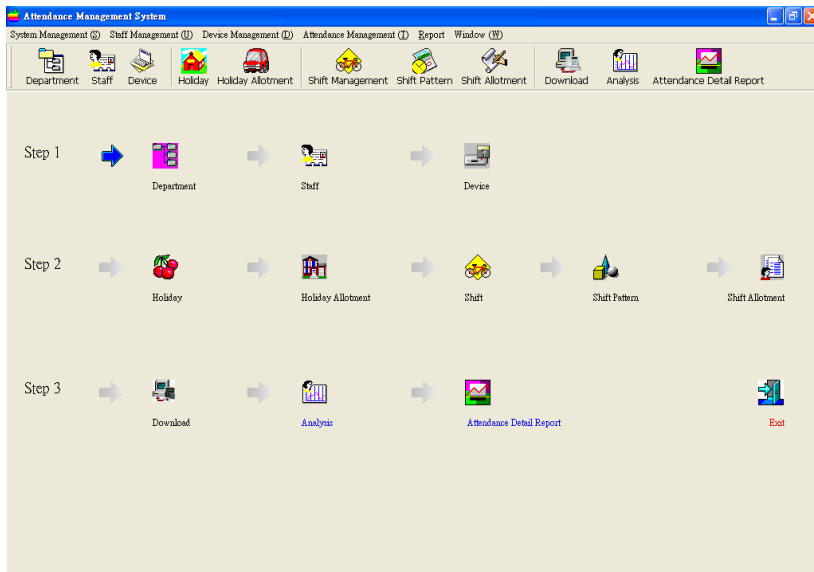 Attendance Management System
System Management (S) Staff Management (U) Device Management (D) Attendance Management (T) Report Window (W)
Department Staff Device Holiday Holiday Allotment Shift Management Shift Pattern Shift Allotment Download Analysis Attendance Detail Report
Step 1
Department Staff Device
Step 2
Holiday Holiday Allotment Shift Shift Pattern Shift Allotment
Step 3
Download Analysis Attendance Detail Report Exit